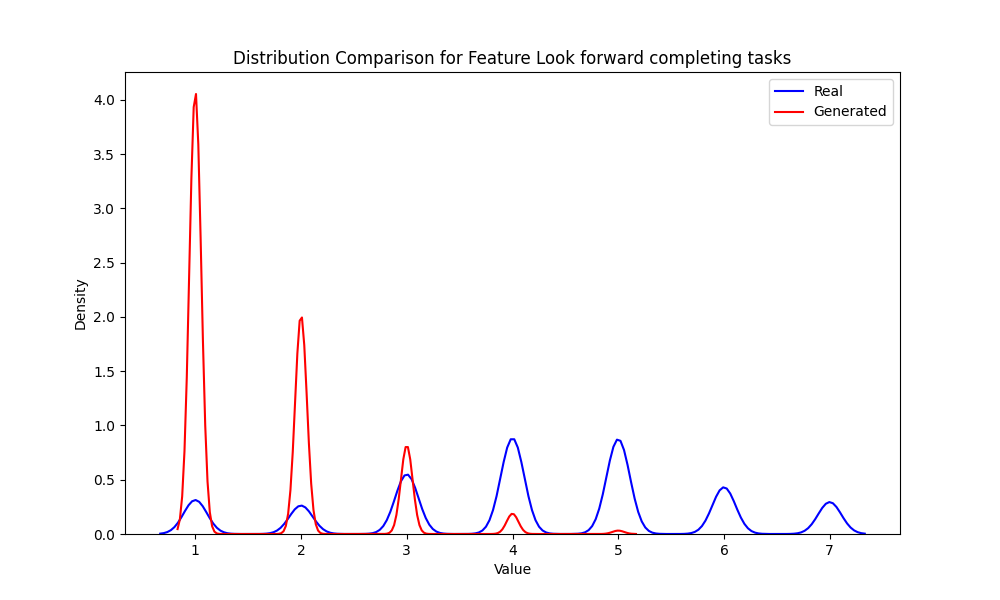 Distribution Comparison for Feature Look forward completing tasks
Real
Generated
Density
4.0
3.5
3.0
2.5
2.0
1.5
1.0
0.5
0.0
1 2 3 4 5 6 7
Value